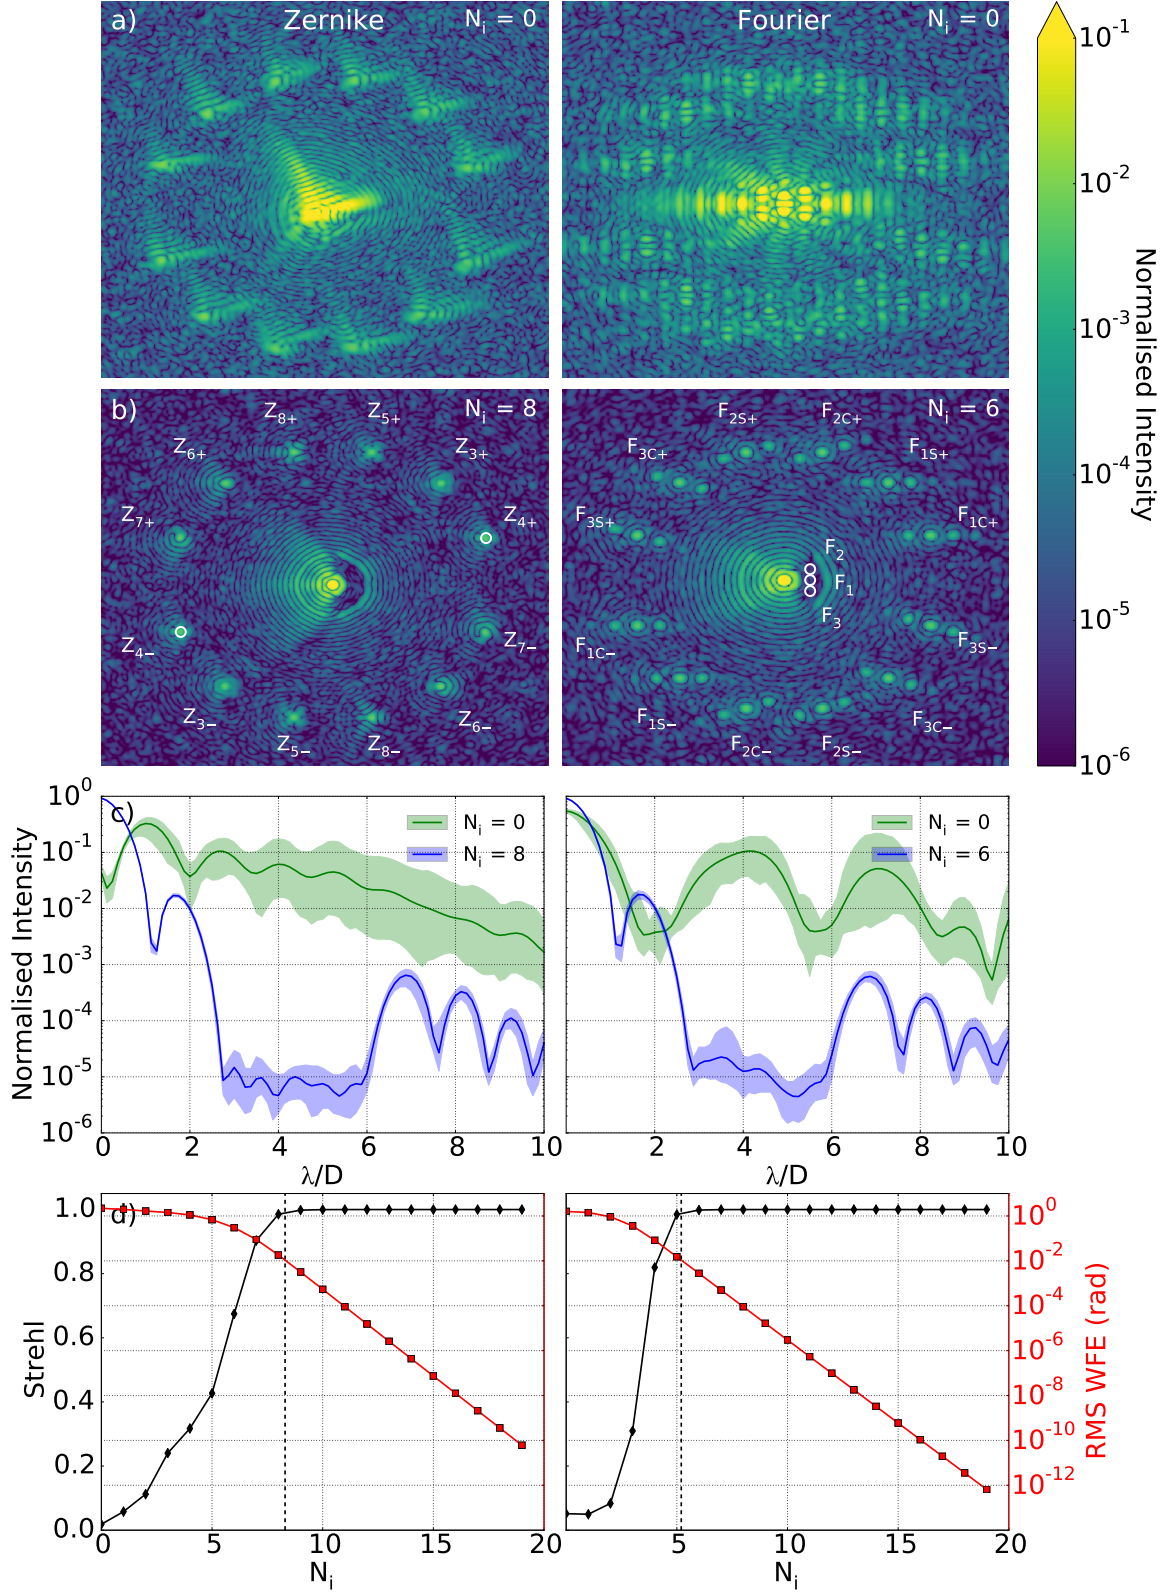 a) Zernike N_i = 0
Fourier N_i = 0
10^-1
10^-2
10^-3
10^-4
10^-5
10^-6
Normalised Intensity
b) N_i = 8
Z_8+ Z_5+
Z_6+ Z_3+
Z_7+ Z_4+
Z_4− Z_7−
Z_3− Z_6−
Z_5− Z_8−
N_i = 6
F_2S+ F_2C+
F_3C+ F_1S+
F_3S+ F_1C+
F_2
F_1
F_3
F_1C− F_3S−
F_1S− F_3C−
F_2C− F_2S−
c)
Normalised Intensity
10^0
10^-1
10^-2
10^-3
10^-4
10^-5
10^-6
N_i = 0
N_i = 8
0 2 4 6 8 10
λ/D
N_i = 0
N_i = 6
2 4 6 8 10
λ/D
d)
Strehl
1.0
0.8
0.6
0.4
0.2
0.0
0 5 10 15 20
N_i
5 10 15 20
N_i
10^0
10^-2
10^-4
10^-6
10^-8
10^-10
10^-12
RMS WFE (rad)